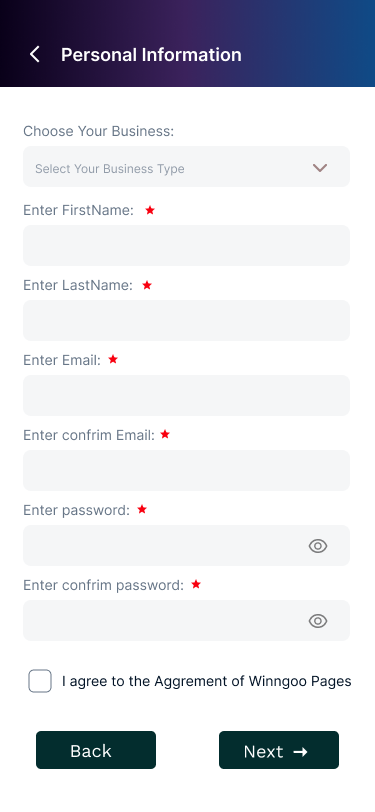 Personal Information
Choose Your Business:
Select Your Business Type
Enter FirstName:
Enter LastName:
Enter Email:
Enter confrim Email:
Enter password:
Enter confrim password:
I agree to the Aggrement of Winngoo Pages
Back
Next →